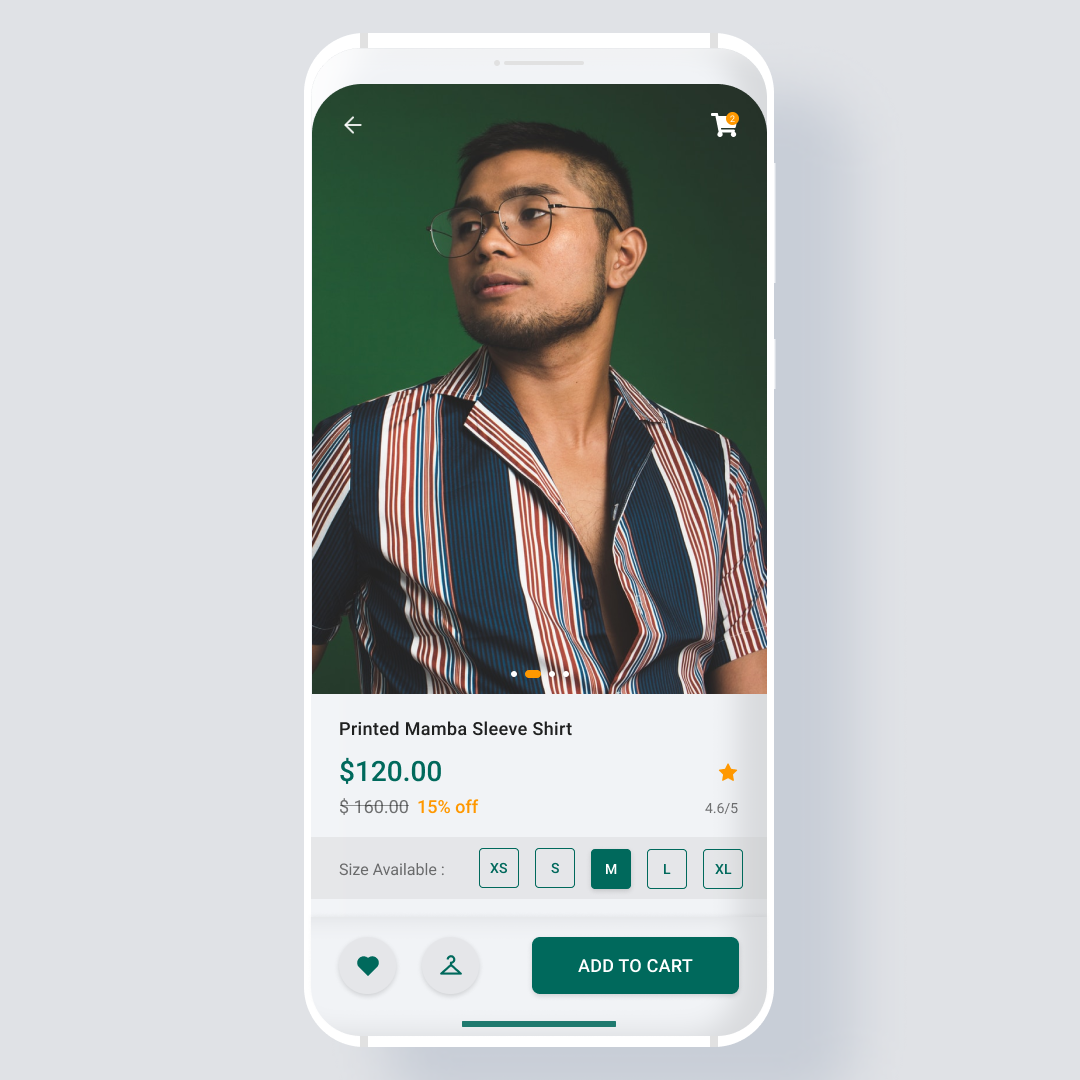 2
Printed Mamba Sleeve Shirt
$120.00
$ 160.00 15% off
4.6/5
Size Available : XS S M L XL
ADD TO CART